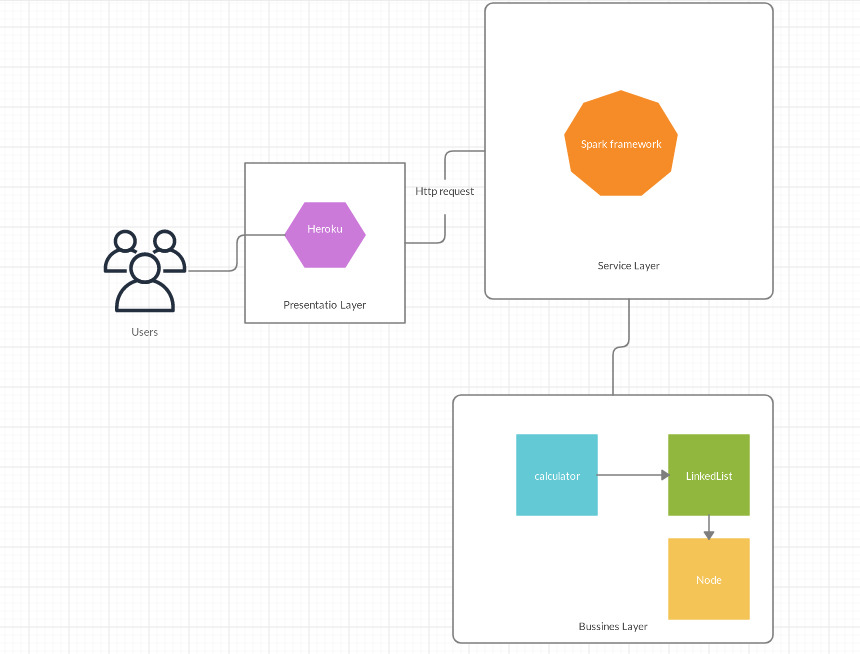 Spark framework
Http request
Heroku
Service Layer
Presentatio Layer
Users
calculator
LinkedList
Node
Bussines Layer